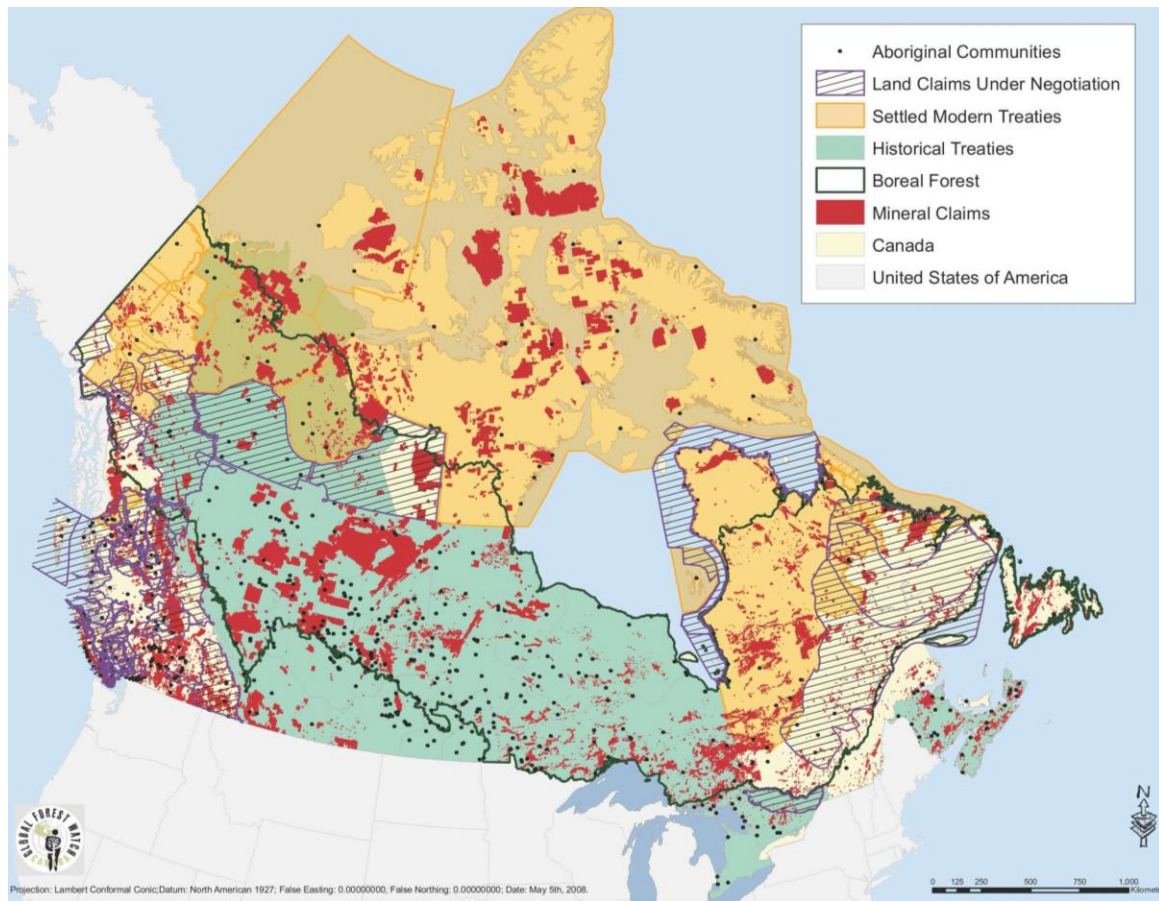 Aboriginal Communities
Land Claims Under Negotiation
Settled Modern Treaties
Historical Treaties
Boreal Forest
Mineral Claims
Canada
United States of America
N
GLOBAL FOREST WATCH
CANADA
Projection: Lambert Conformal Conic;Datum: North American 1927; False Easting: 0.00000000, False Northing: 0.00000000; Date: May 5th, 2008.
0 125 250 500 750 1,000
Kilomete